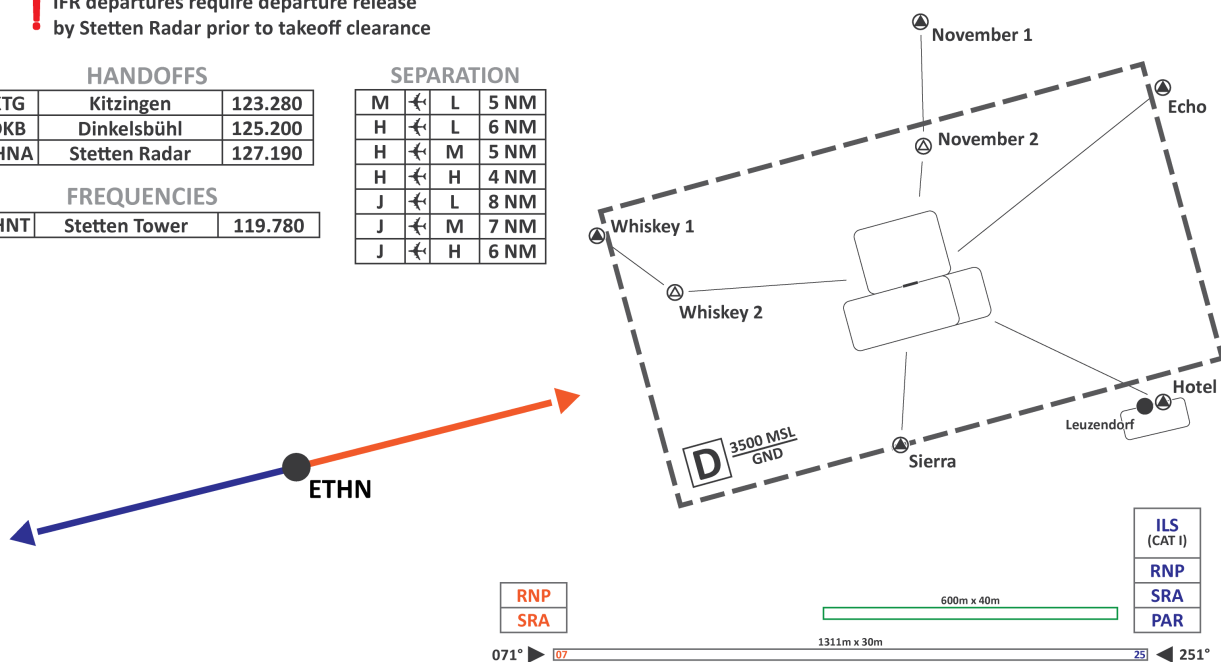 IFR departures require departure release
by Stetten Radar prior to takeoff clearance
HANDOFFS
Kitzingen 123.280
Dinkelsbühl 125.200
Stetten Radar 127.190
FREQUENCIES
Stetten Tower 119.780
SEPARATION
M L 5 NM
H L 6 NM
H M 5 NM
H H 4 NM
J L 8 NM
J M 7 NM
J H 6 NM
November 1
Echo
November 2
Whiskey 1
Whiskey 2
Hotel
Leuzendorf
Sierra
D 3500 MSL
GND
ETHN
ILS
(CAT I)
RNP
SRA
PAR
RNP
SRA
600m x 40m
1311m x 30m
071° 07 25 251°